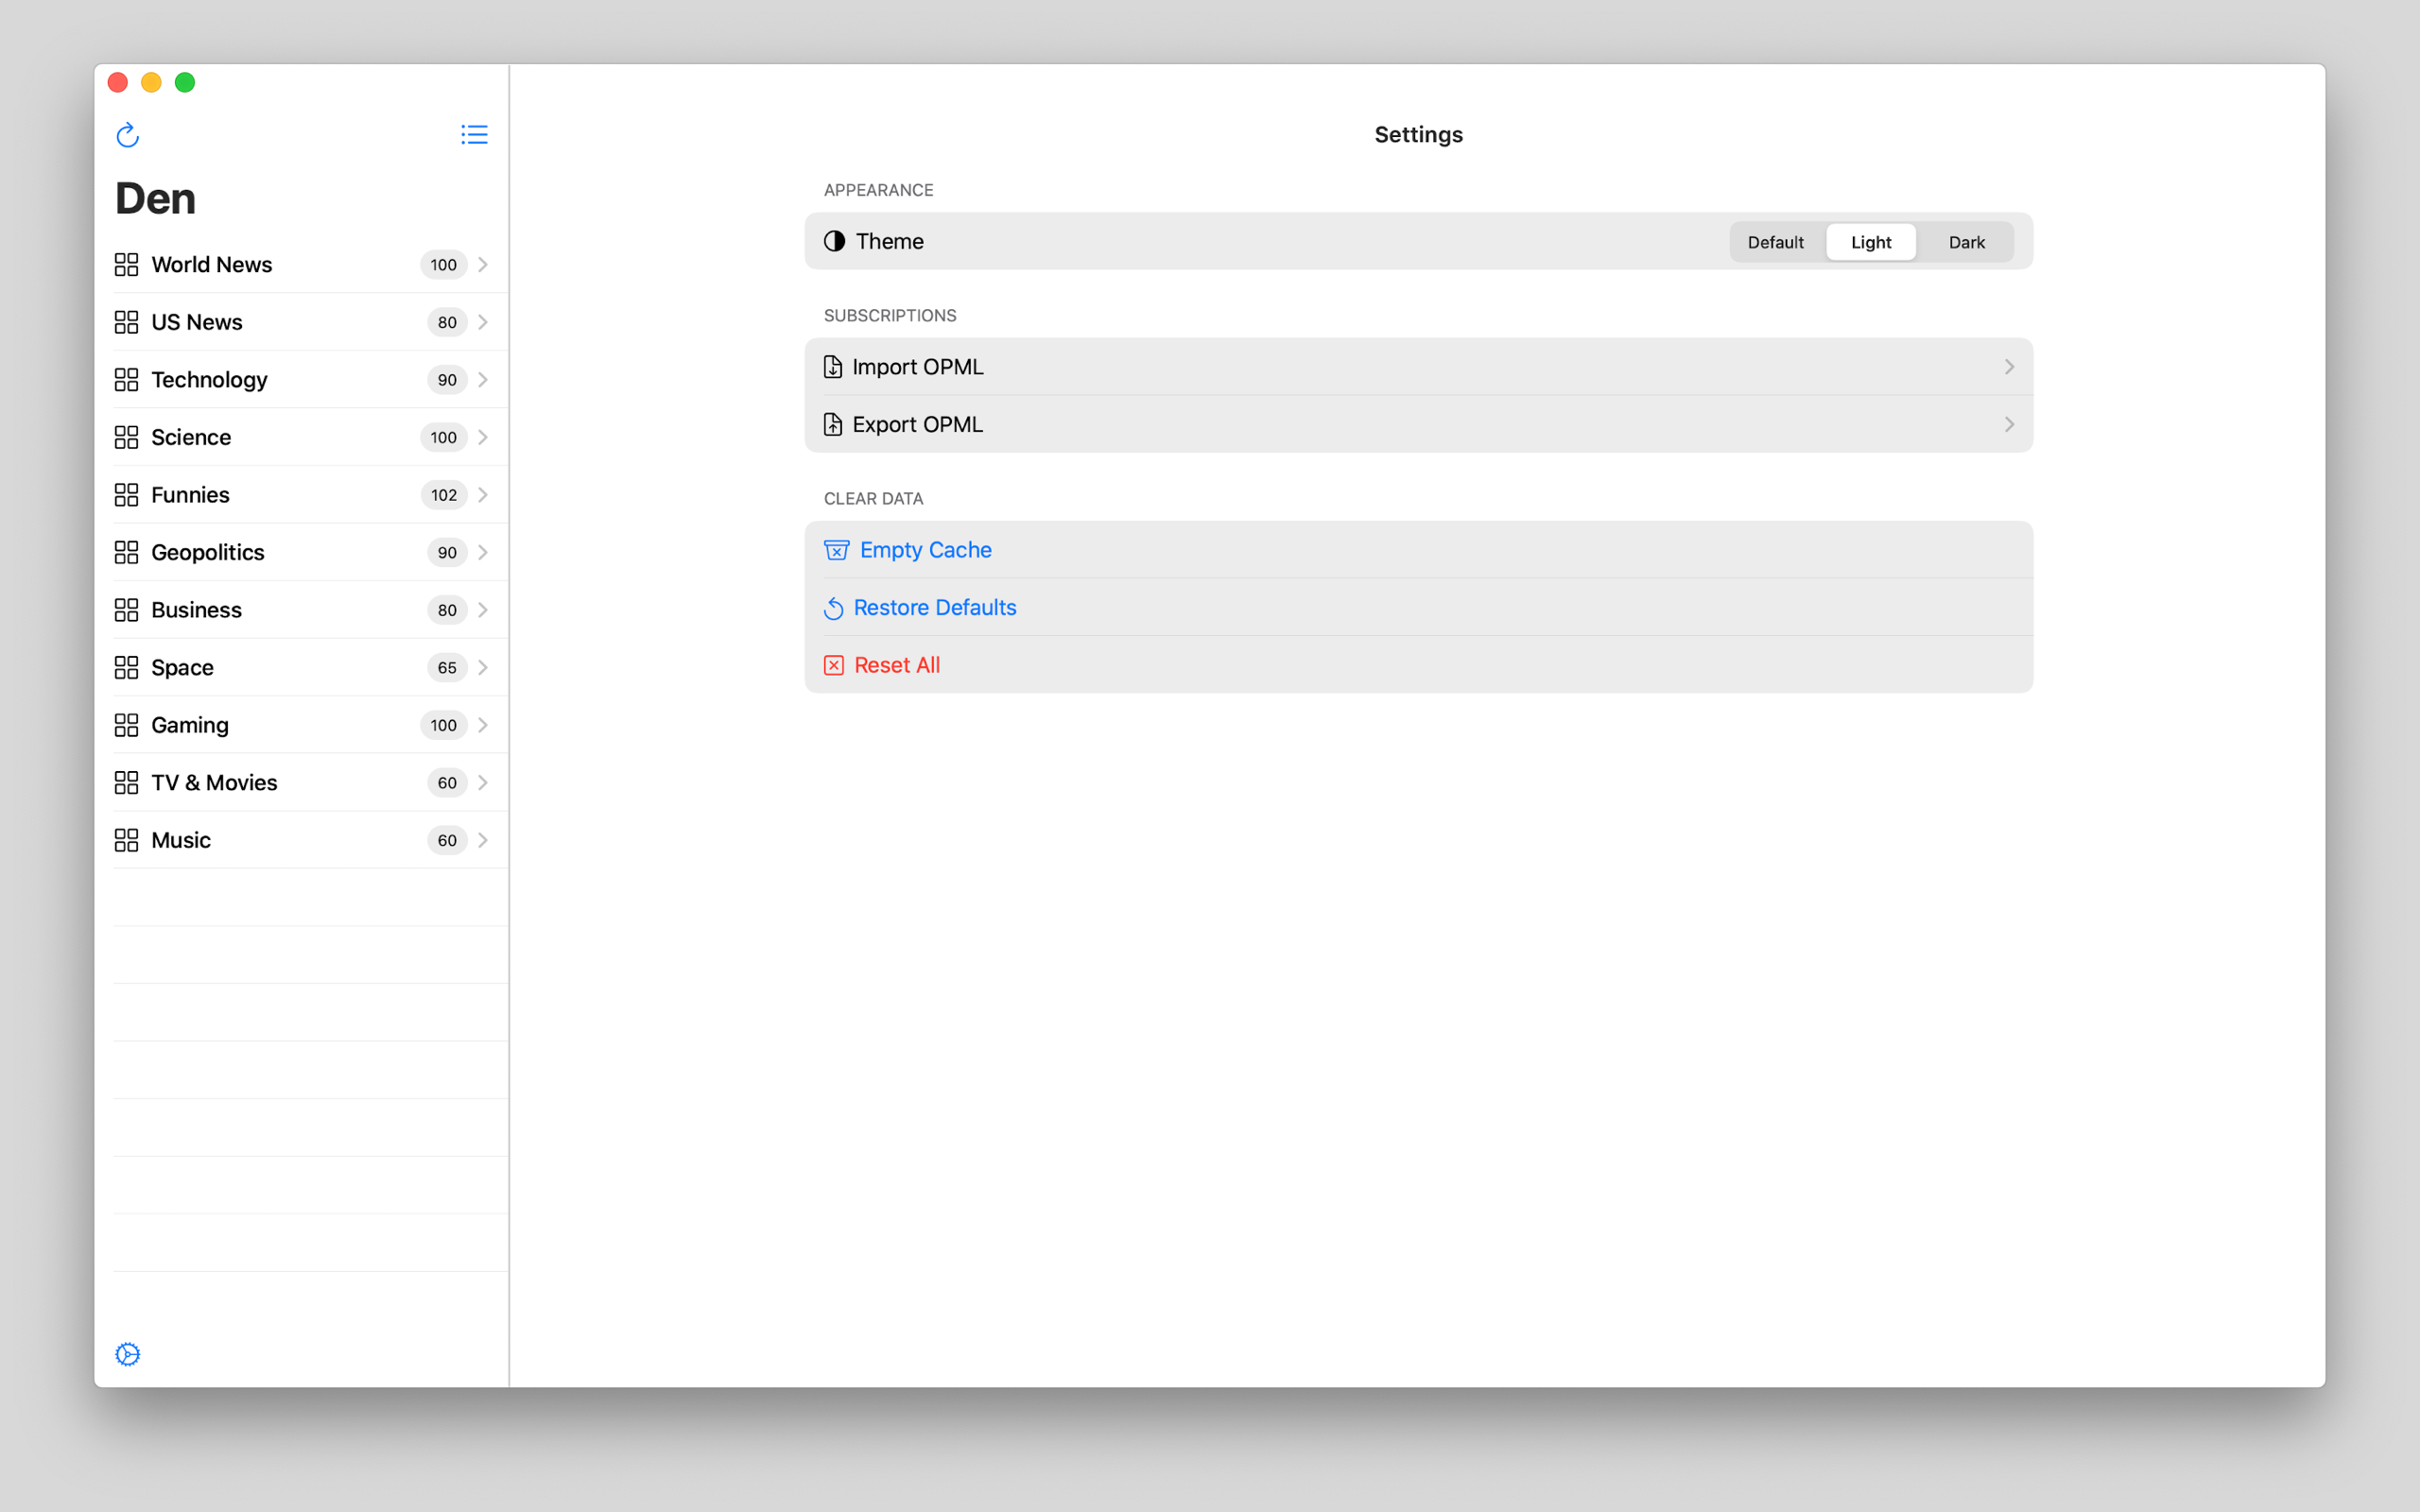 Den
World News 100
US News 80
Technology 90
Science 100
Funnies 102
Geopolitics 90
Business 80
Space 65
Gaming 100
TV & Movies 60
Music 60
Settings
APPEARANCE
Theme Default Light Dark
SUBSCRIPTIONS
Import OPML
Export OPML
CLEAR DATA
Empty Cache
Restore Defaults
Reset All